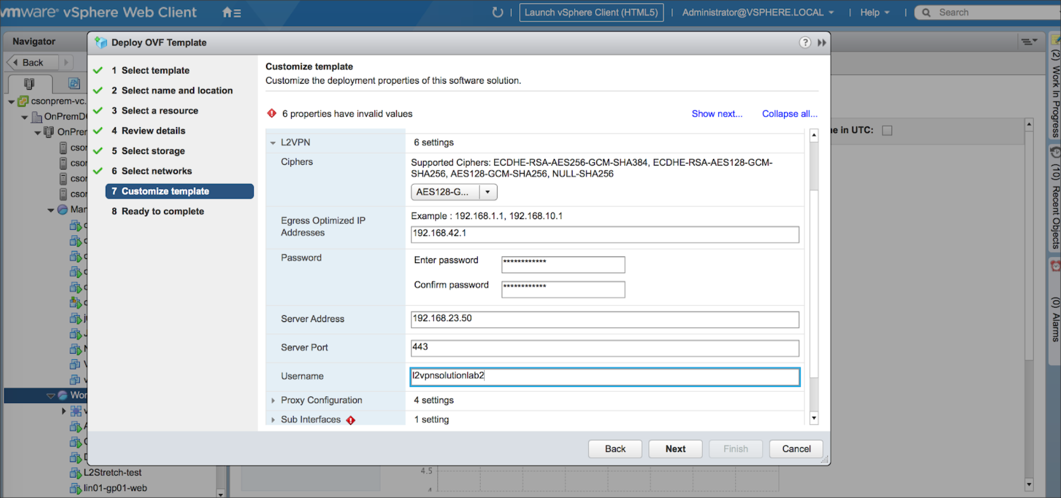 vmware® vSphere Web Client
Launch vSphere Client (HTML5)
Administrator@VSPHERE.LOCAL
Help
Search
Navigator
Back
csonprem-vc.
OnPremD
OnPrem
Deploy OVF Template
1 Select template
2 Select name and location
3 Select a resource
4 Review details
5 Select storage
6 Select networks
7 Customize template
8 Ready to complete
Customize template
Customize the deployment properties of this software solution.
6 properties have invalid values
Show next...
Collapse all...
L2VPN
6 settings
Ciphers
Supported Ciphers: ECDHE-RSA-AES256-GCM-SHA384, ECDHE-RSA-AES128-GCM-
SHA256, AES128-GCM-SHA256, NULL-SHA256
AES128-G...
Egress Optimized IP
Addresses
Example : 192.168.1.1, 192.168.10.1
192.168.42.1
Password
Enter password
************
Confirm password
************
Server Address
192.168.23.50
Server Port
443
Username
l2vpnsolutionlab2
Proxy Configuration
4 settings
Sub Interfaces
1 setting
Back
Next
Finish
Cancel
L2Stretch-test
lin01-gp01-web
4.5
e in UTC:
(2) Work In Progress
(10) Recent Objects
(0) Alarms